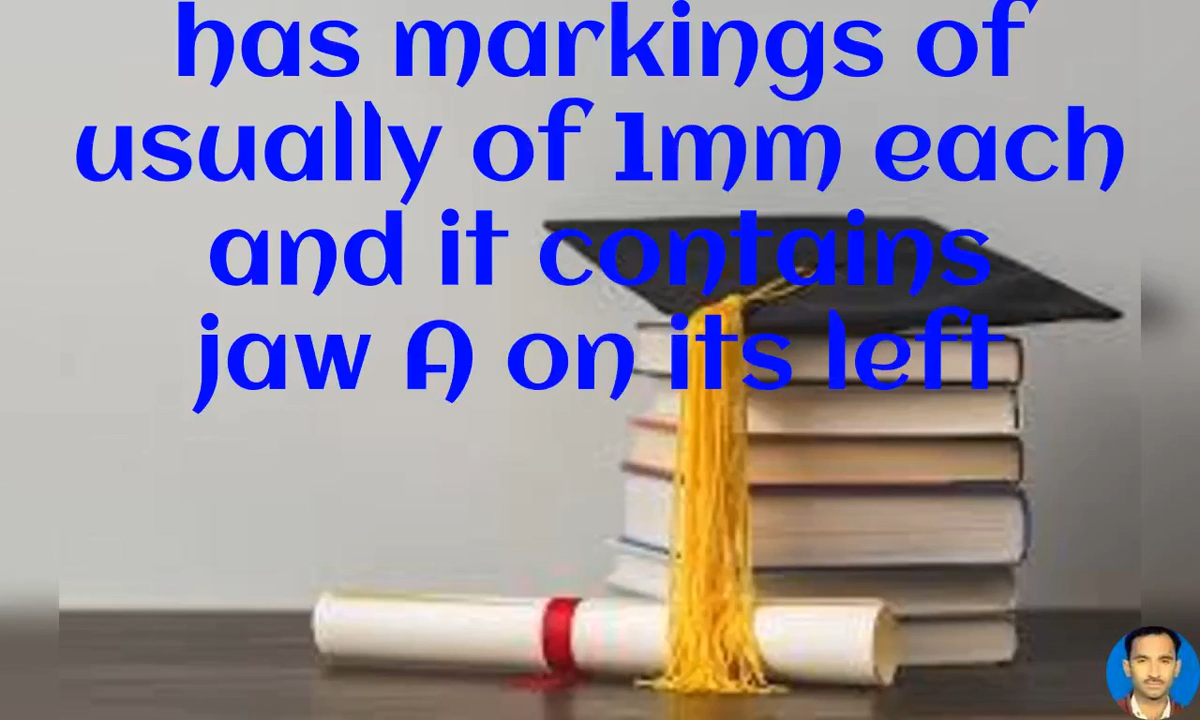 has markings of
usually of 1mm each
and it contains
jaw A on its left